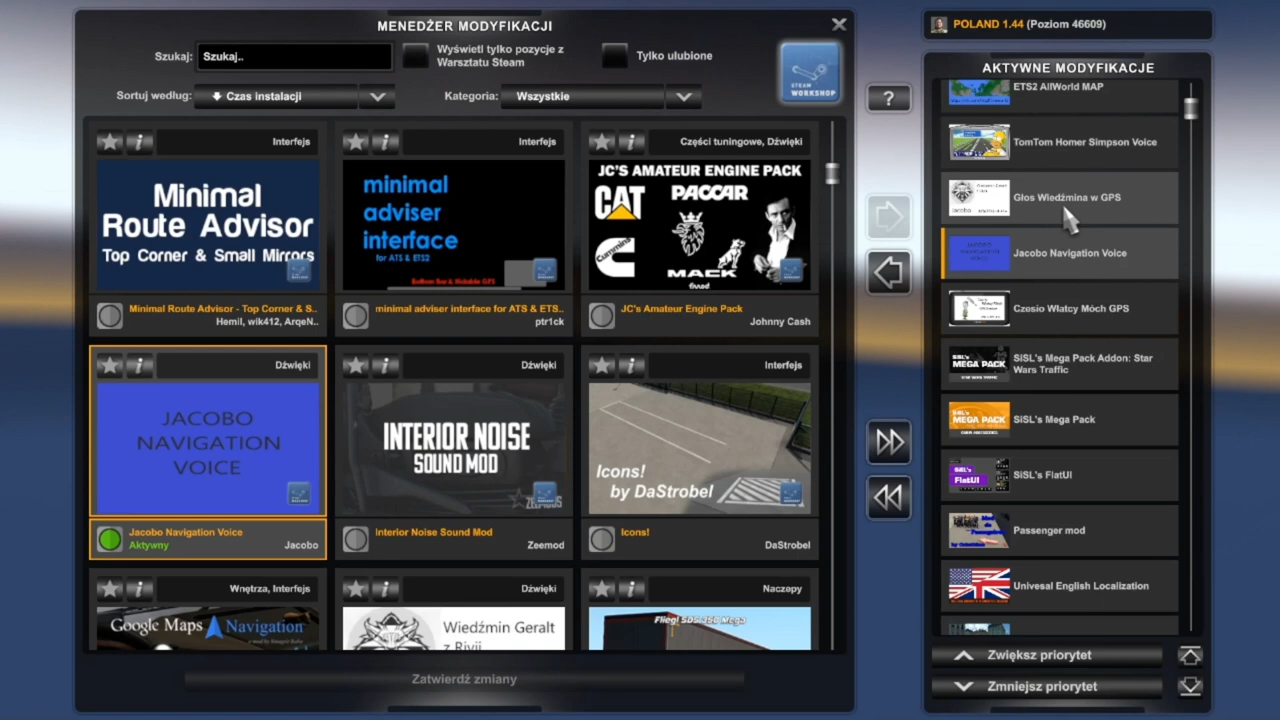 MENEDŻER MODYFIKACJI
Szukaj:
Szukaj..
Wyświetl tylko pozycje z
Warsztatu Steam
Tylko ulubione
STEAM
WORKSHOP
Sortuj według:
Czas instalacji
Kategoria:
Wszystkie
Interfejs
Minimal
Route Advisor
Top Corner & Small Mirrors
Minimal Route Advisor - Top Corner & S..
Hemil, wik412, ArqeN..
Interfejs
minimal
adviser
interface
for ATS & ETS2
minimal adviser interface for ATS & ETS..
ptr1ck
Części tuningowe, Dźwięki
JC'S AMATEUR ENGINE PACK
CAT
PACCAR
Cummins
MACK
JC's Amateur Engine Pack
Johnny Cash
Dźwięki
JACOBO
NAVIGATION
VOICE
Jacobo Navigation Voice
Aktywny
Jacobo
Dźwięki
INTERIOR NOISE
SOUND MOD
Interior Noise Sound Mod
Zeemod
Interfejs
Icons!
by DaStrobel
Icons!
DaStrobel
Wnętrza, Interfejs
Google Maps Navigation
Dźwięki
Wiedźmin Geralt
z Rivii
Naczepy
Zatwierdź zmiany
?
POLAND 1.44 (Poziom 46609)
AKTYWNE MODYFIKACJE
ETS2 AllWorld MAP
TomTom Homer Simpson Voice
Głos Wiedźmina w GPS
Jacobo Navigation Voice
Czesio Włatcy Móch GPS
SiSL's Mega Pack Addon: Star
Wars Traffic
SiSL's Mega Pack
SiSL's FlatUI
Passenger mod
Univesal English Localization
Zwiększ priorytet
Zmniejsz priorytet